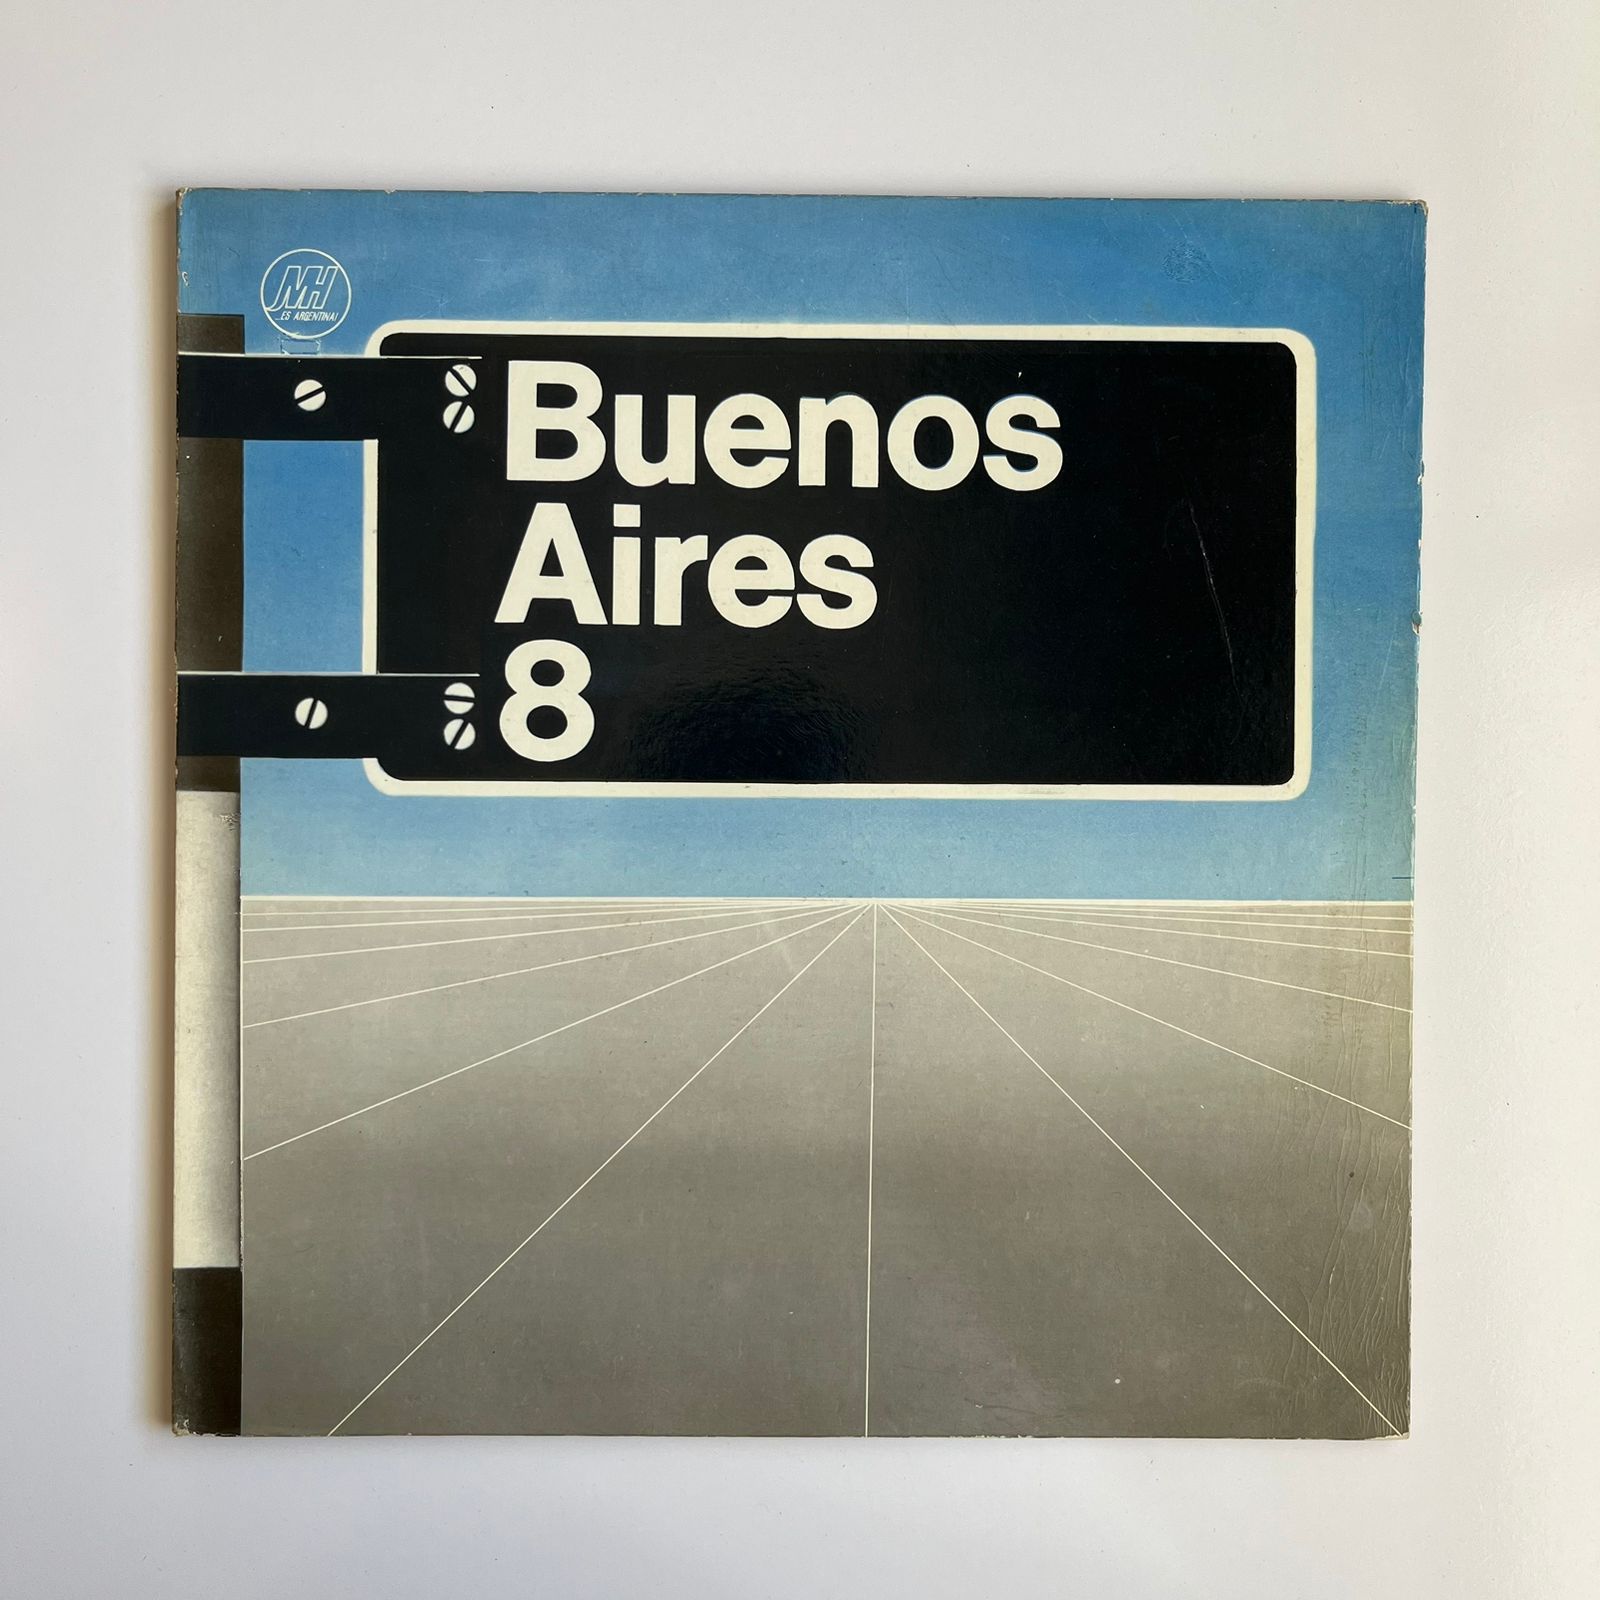 MH
...ES ARGENTINA!
Buenos
Aires
8